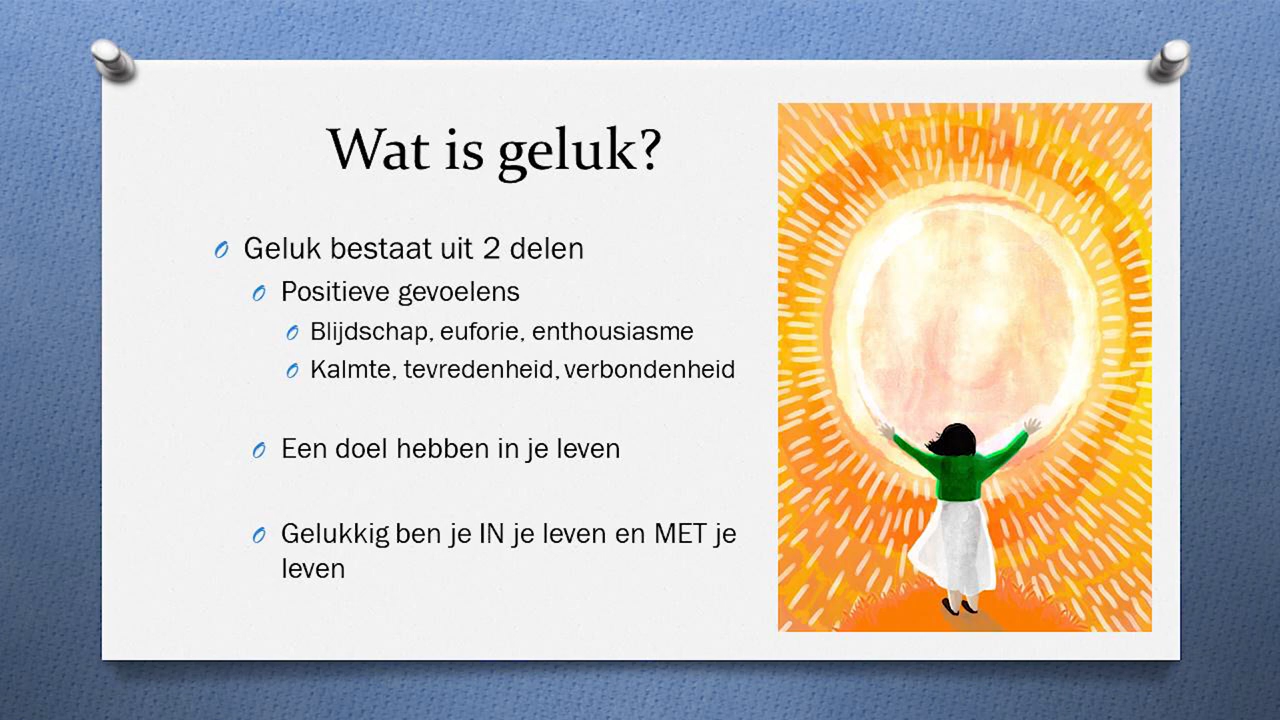 Wat is geluk?
Geluk bestaat uit 2 delen
Positieve gevoelens
Blijdschap, euforie, enthousiasme
Kalmte, tevredenheid, verbondenheid
Een doel hebben in je leven
Gelukkig ben je IN je leven en MET je
leven